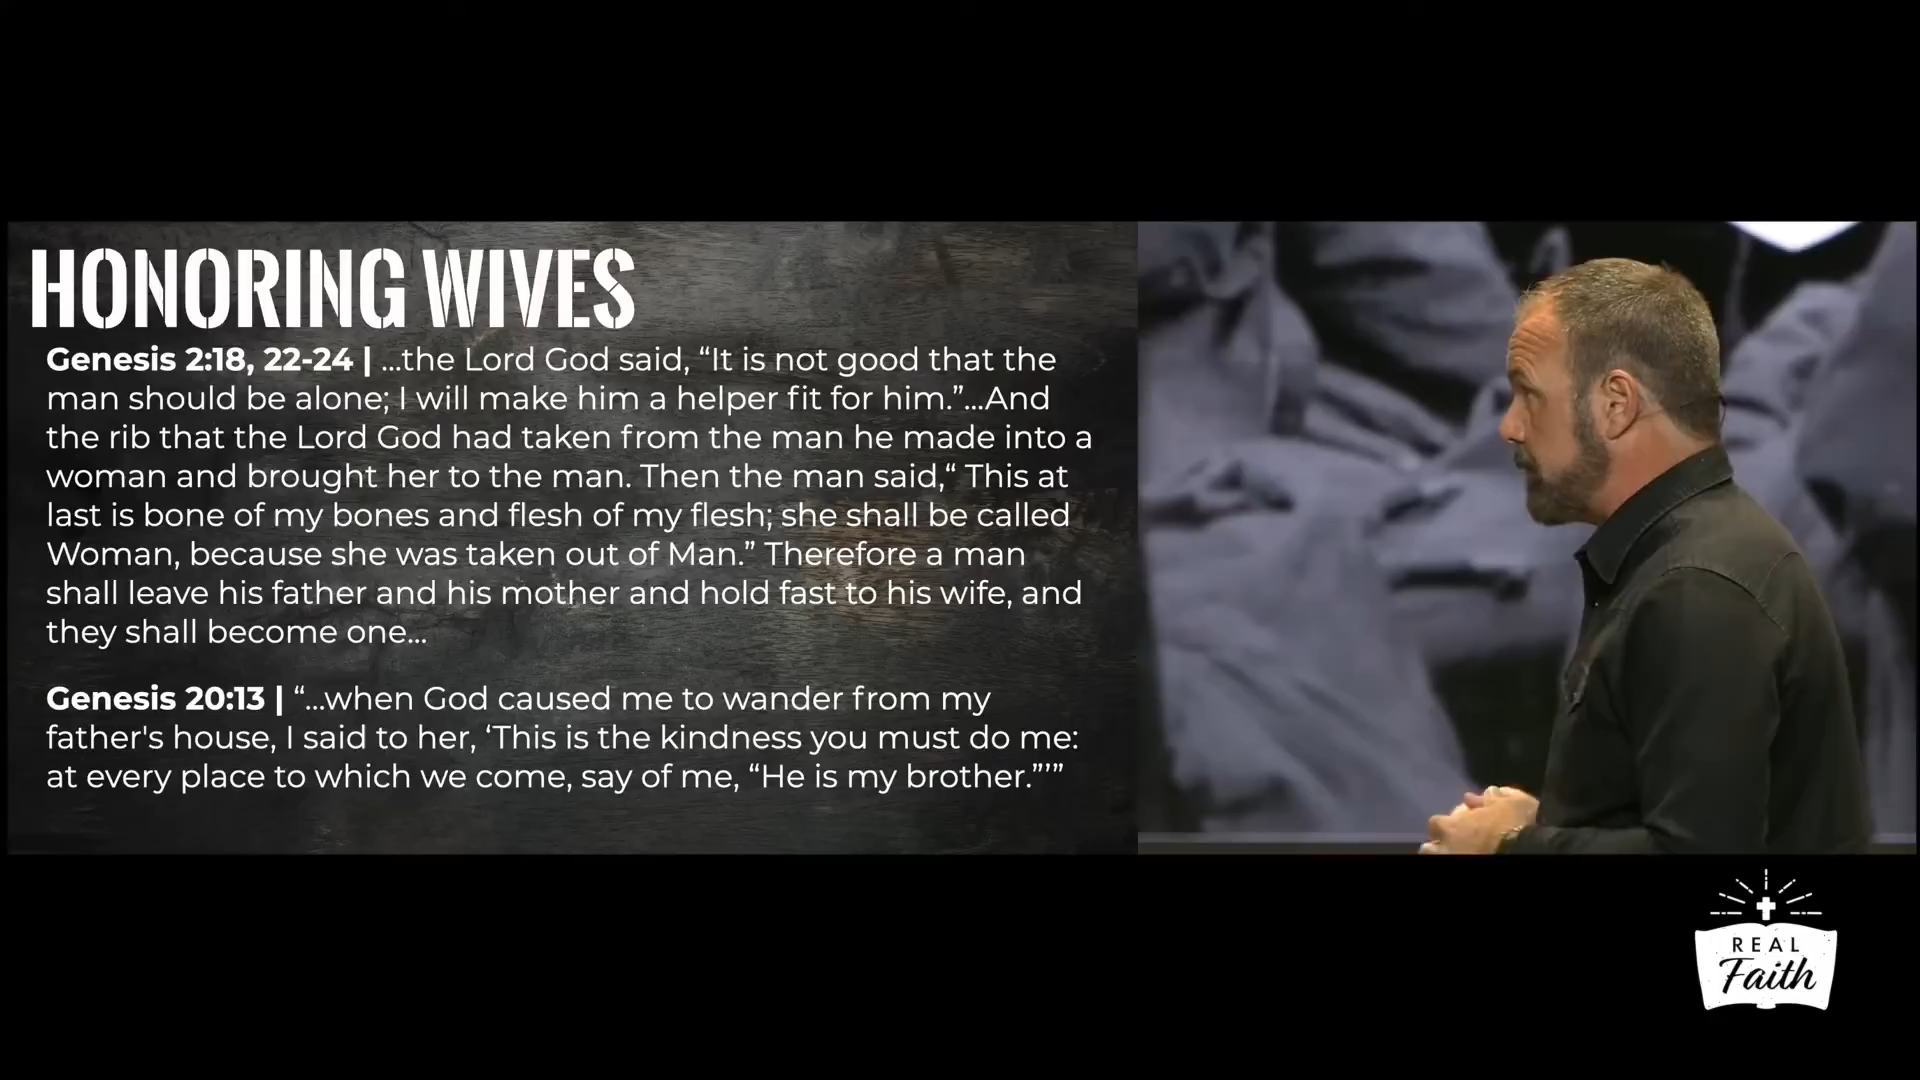 HONORING WIVES
Genesis 2:18, 22-24 | ...the Lord God said, “It is not good that the
man should be alone; I will make him a helper fit for him.”...And
the rib that the Lord God had taken from the man he made into a
woman and brought her to the man. Then the man said,“ This at
last is bone of my bones and flesh of my flesh; she shall be called
Woman, because she was taken out of Man.” Therefore a man
shall leave his father and his mother and hold fast to his wife, and
they shall become one...
Genesis 20:13 | “...when God caused me to wander from my
father's house, I said to her, ‘This is the kindness you must do me:
at every place to which we come, say of me, “He is my brother.”’”
REAL
Faith